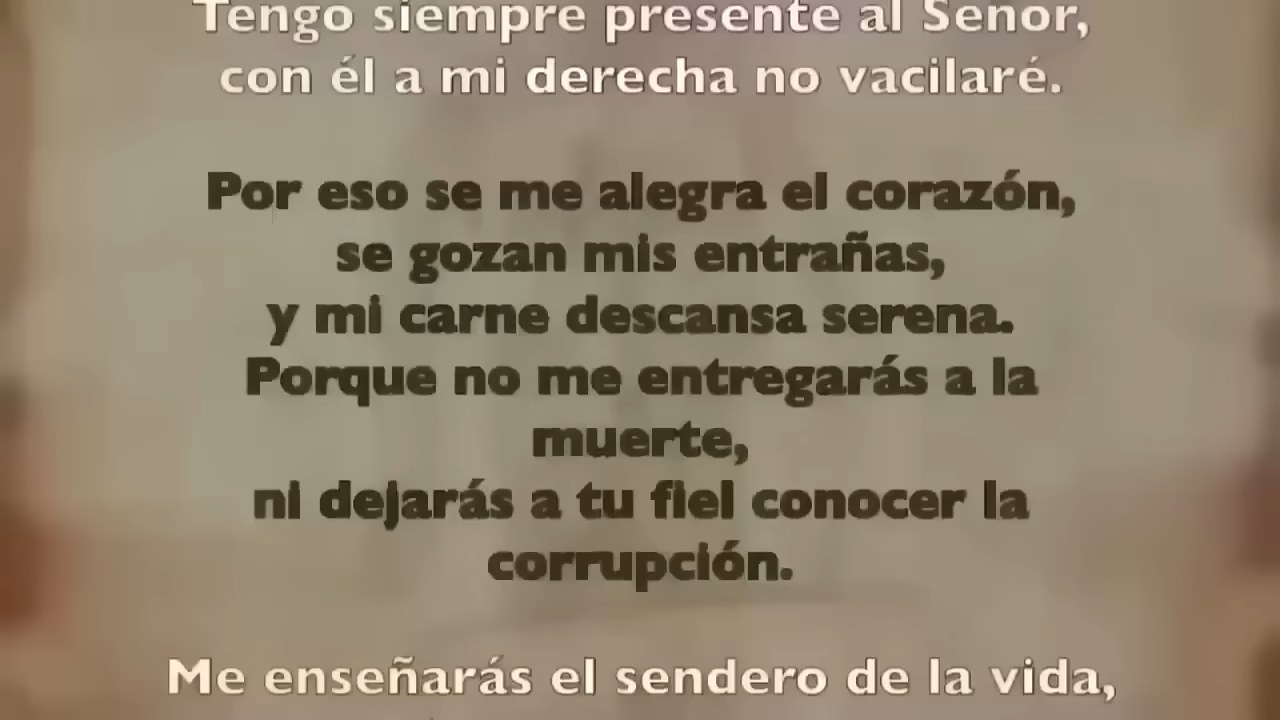 Tengo siempre presente al Señor,
con él a mi derecha no vacilaré.
Por eso se me alegra el corazón,
se gozan mis entrañas,
y mi carne descansa serena.
Porque no me entregarás a la
muerte,
ni dejarás a tu fiel conocer la
corrupción.
Me enseñarás el sendero de la vida,